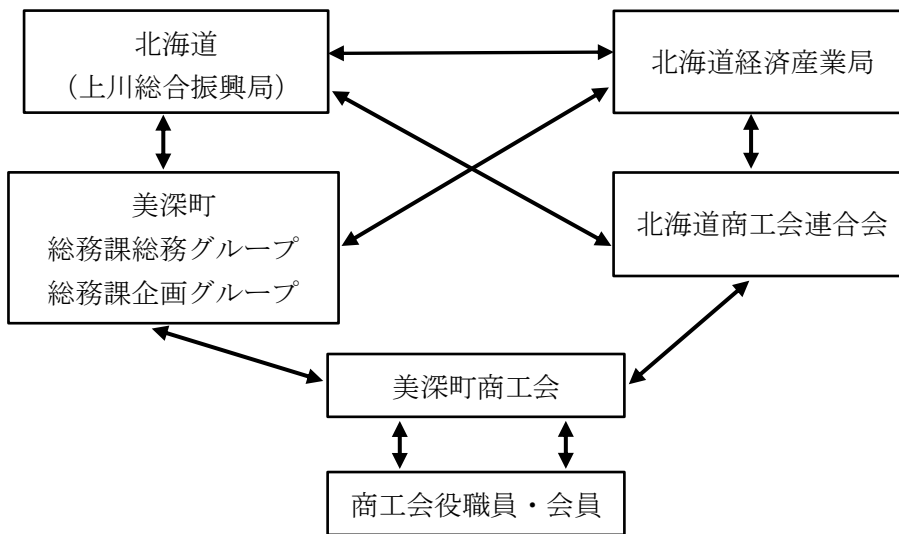 北海道
（上川総合振興局）
北海道経済産業局
美深町
総務課総務グループ
総務課企画グループ
北海道商工会連合会
美深町商工会
商工会役職員・会員